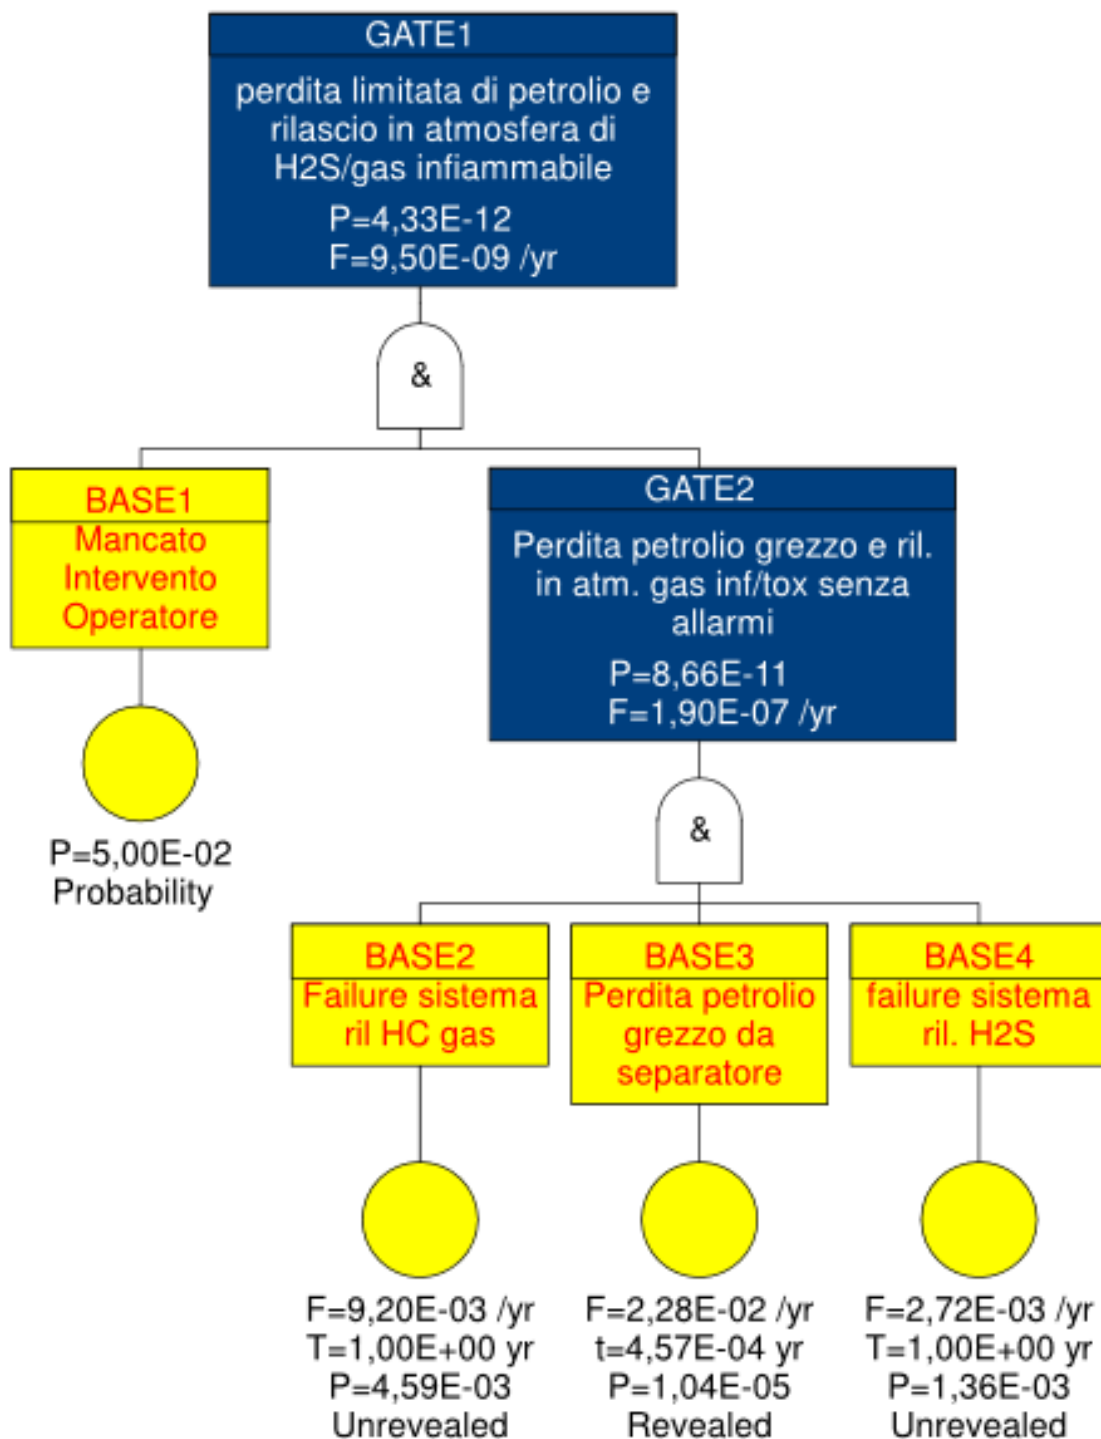 GATE1
perdita limitata di petrolio e
rilascio in atmosfera di
H2S/gas infiammabile
P=4,33E-12
F=9,50E-09 /yr
&
BASE1
Mancato
Intervento
Operatore
P=5,00E-02
Probability
GATE2
Perdita petrolio grezzo e ril.
in atm. gas inf/tox senza
allarmi
P=8,66E-11
F=1,90E-07 /yr
&
BASE2
Failure sistema
ril HC gas
F=9,20E-03 /yr
T=1,00E+00 yr
P=4,59E-03
Unrevealed
BASE3
Perdita petrolio
grezzo da
separatore
F=2,28E-02 /yr
t=4,57E-04 yr
P=1,04E-05
Revealed
BASE4
failure sistema
ril. H2S
F=2,72E-03 /yr
T=1,00E+00 yr
P=1,36E-03
Unrevealed